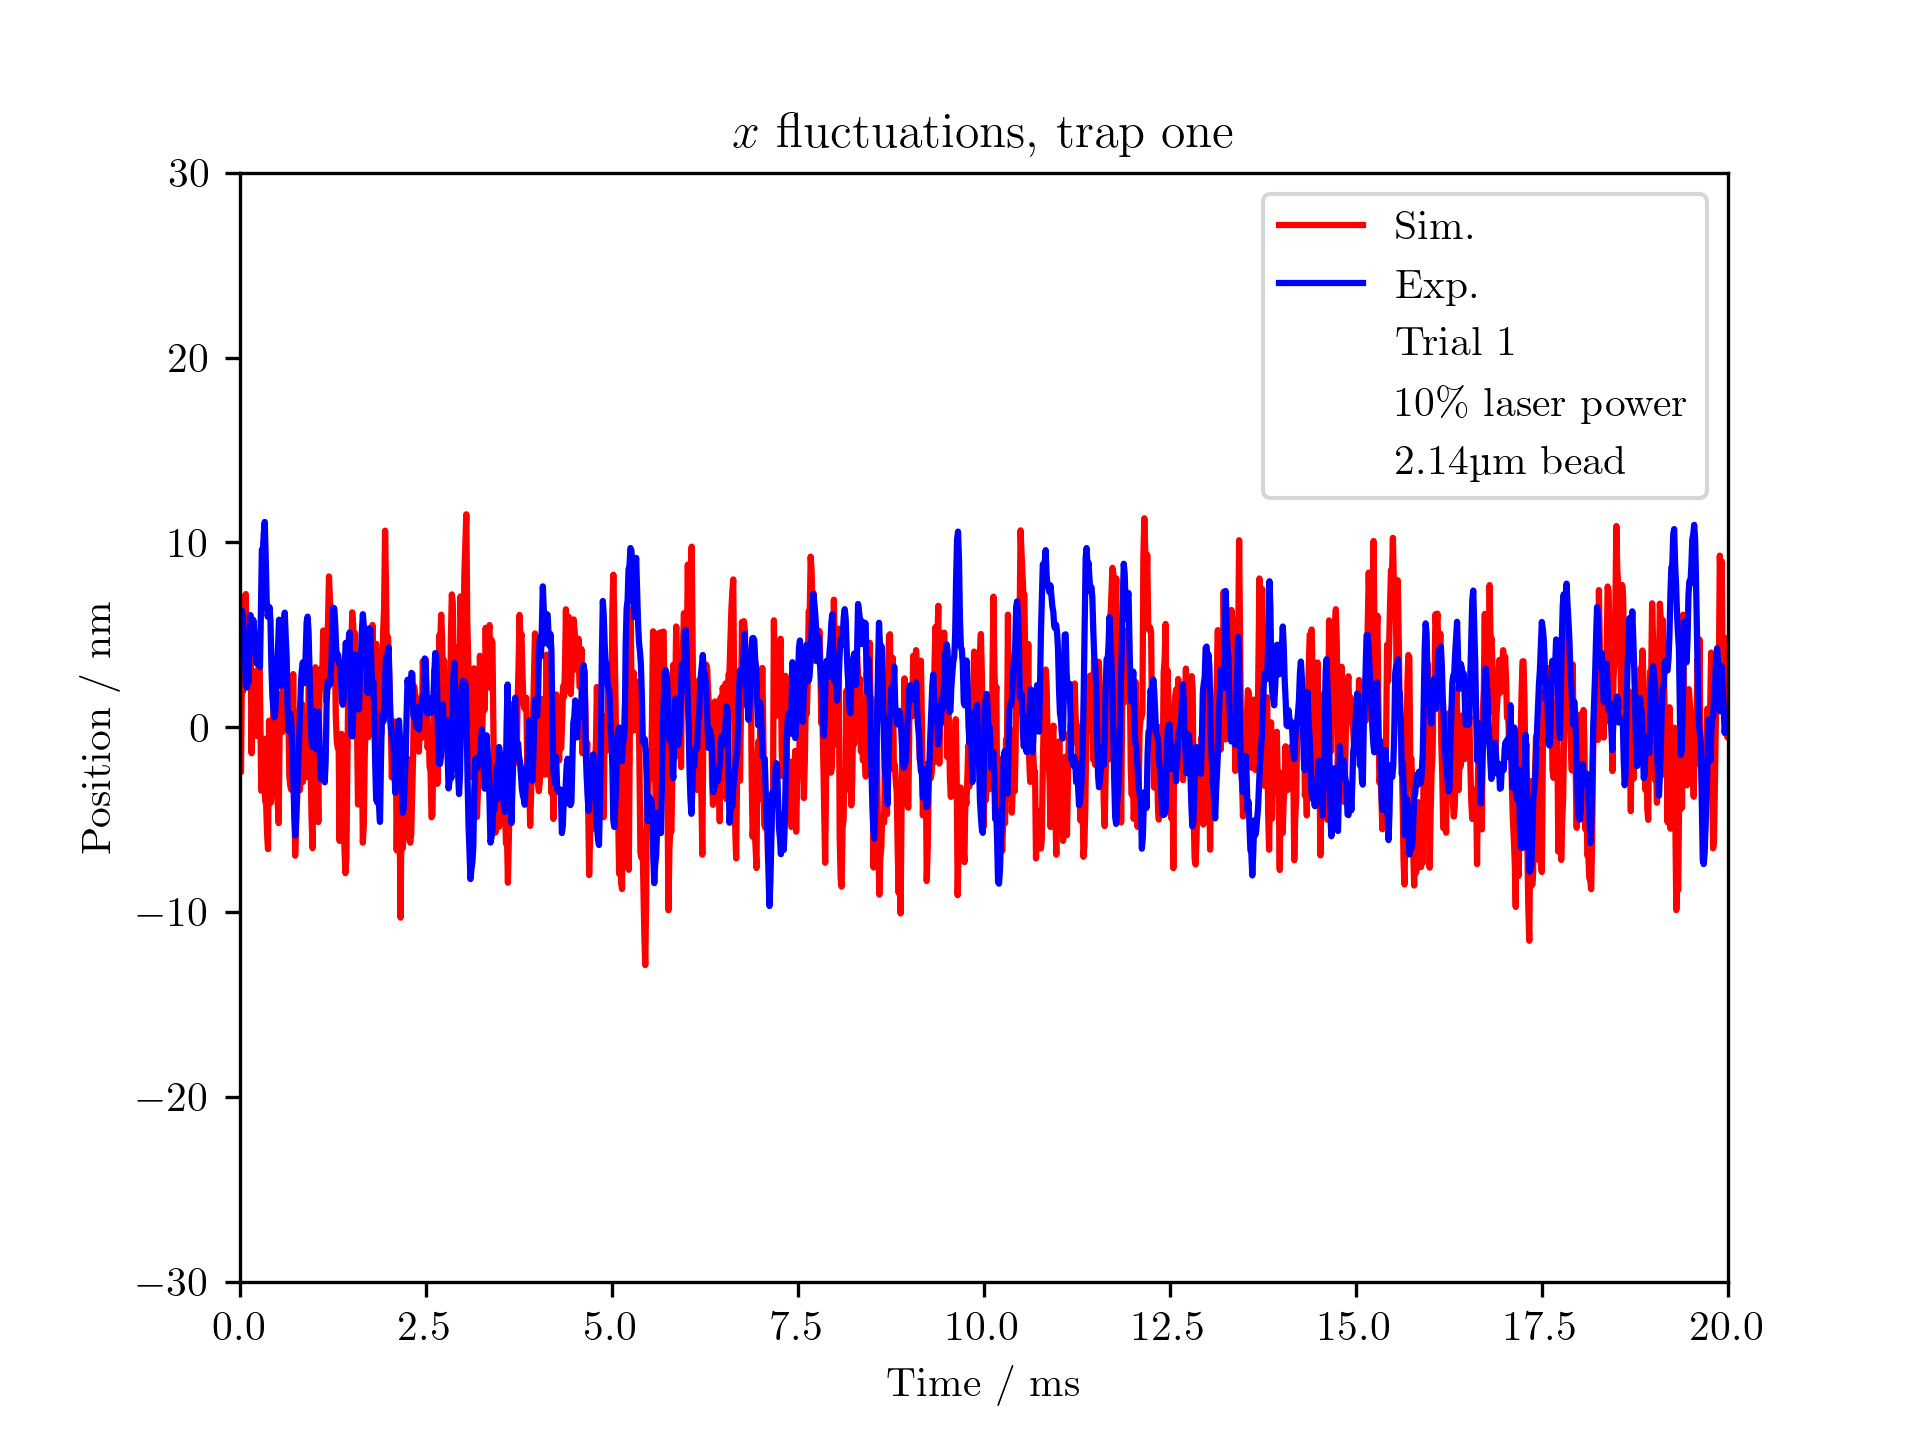 x fluctuations, trap one
30
20
10
0
−10
−20
−30
Position / nm
Sim.
Exp.
Trial 1
10% laser power
2.14µm bead
0.0 2.5 5.0 7.5 10.0 12.5 15.0 17.5 20.0
Time / ms